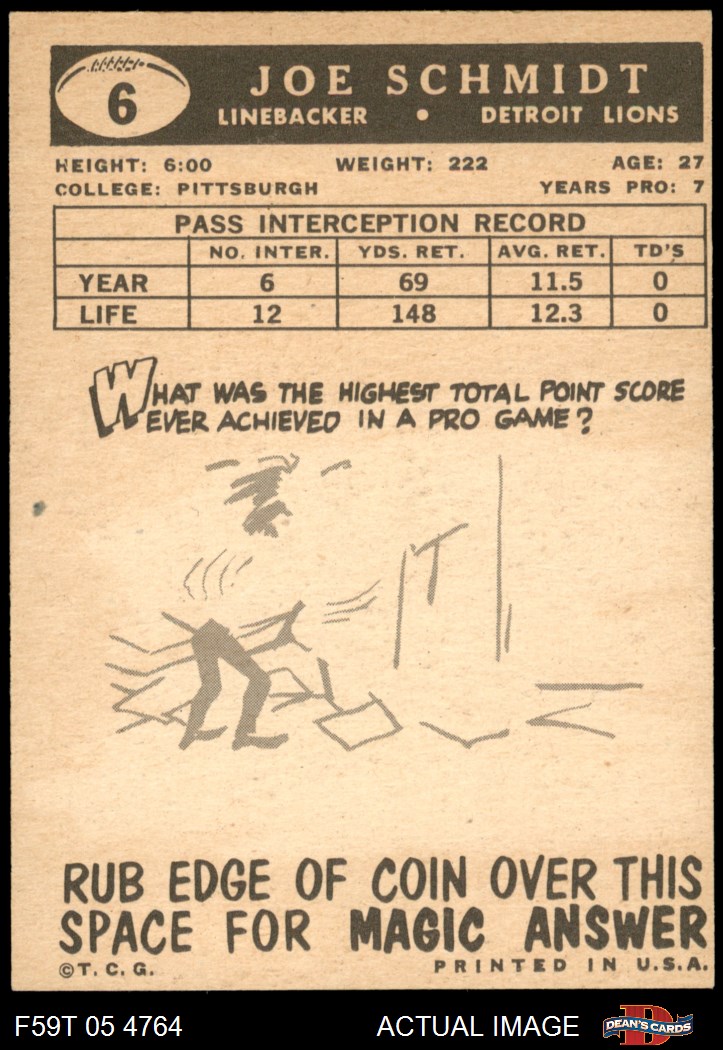 6
JOE SCHMIDT
LINEBACKER • DETROIT LIONS
HEIGHT: 6:00 WEIGHT: 222 AGE: 27
COLLEGE: PITTSBURGH YEARS PRO: 7
PASS INTERCEPTION RECORD
NO. INTER. YDS. RET. AVG. RET. TD'S
YEAR 6 69 11.5 0
LIFE 12 148 12.3 0
WHAT WAS THE HIGHEST TOTAL POINT SCORE
EVER ACHIEVED IN A PRO GAME?
RUB EDGE OF COIN OVER THIS
SPACE FOR MAGIC ANSWER
©T. C. G. PRINTED IN U.S.A.
F59T 05 4764 ACTUAL IMAGE D DEAN'S CARDS